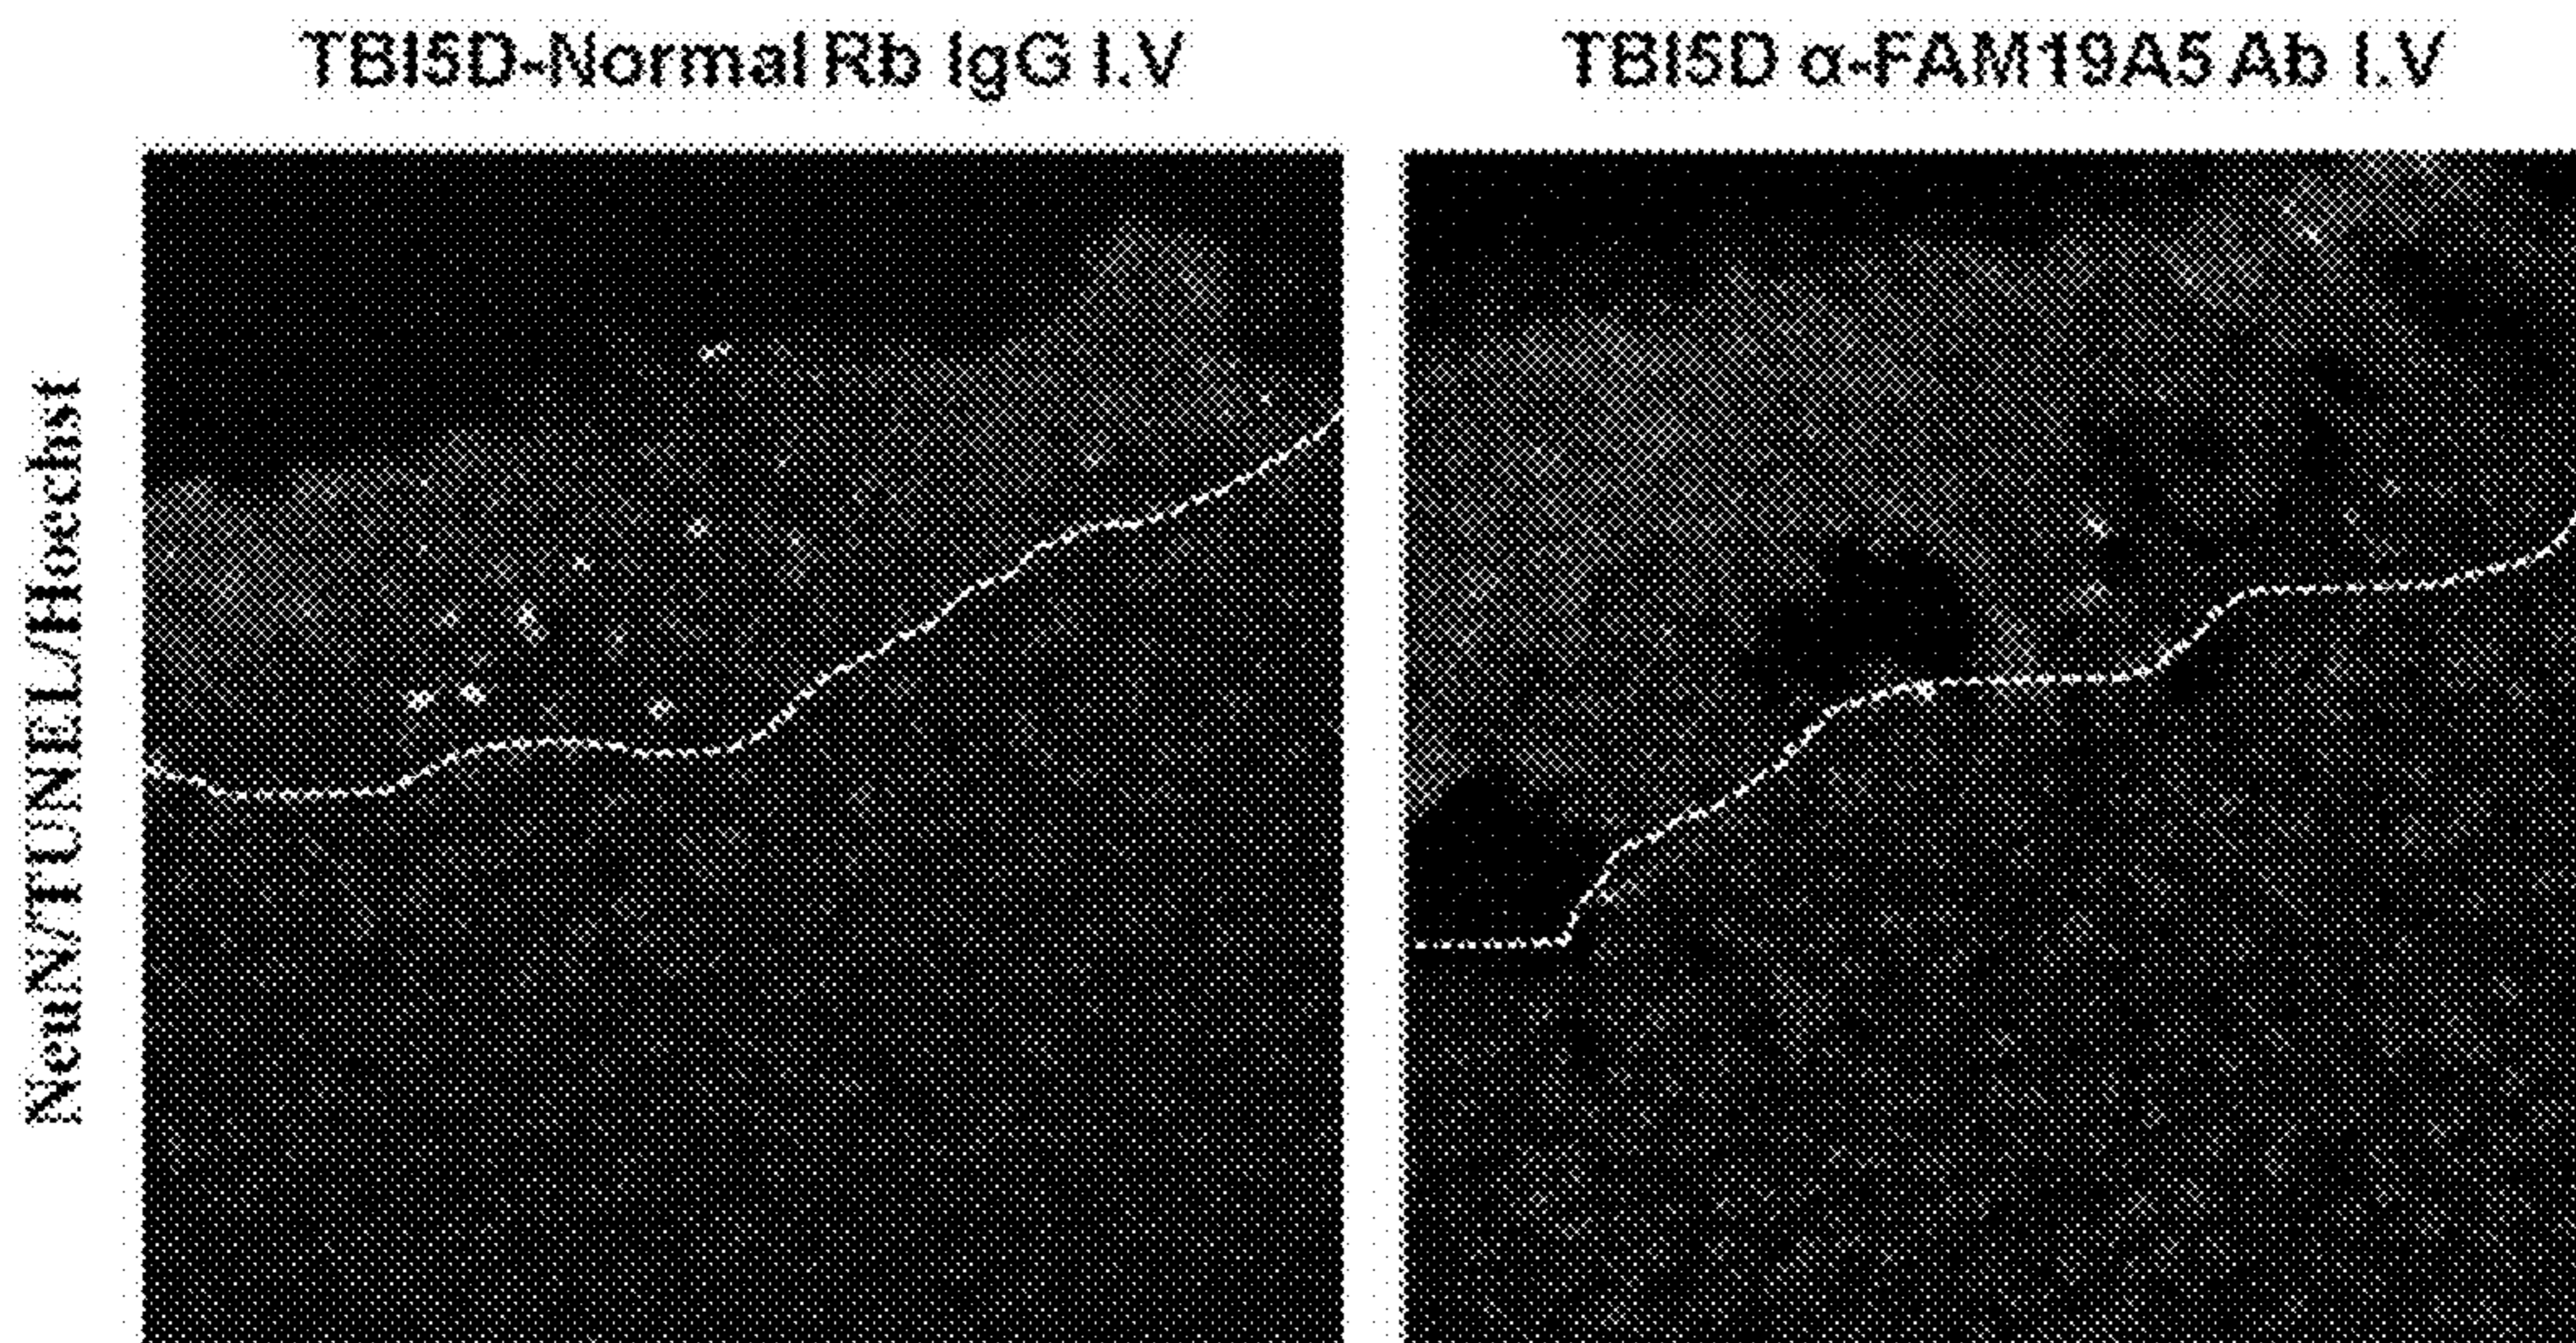 TBI5D-Normal Rb IgG I.V
TBI5D α-FAM19A5 Ab I.V
NeuN/TUNEL/Hoechst